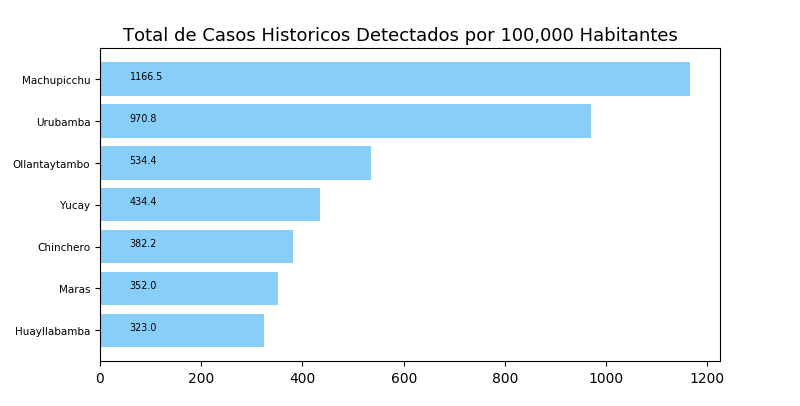 Total de Casos Historicos Detectados por 100,000 Habitantes
Machupicchu 1166.5
Urubamba 970.8
Ollantaytambo 534.4
Yucay 434.4
Chinchero 382.2
Maras 352.0
Huayllabamba 323.0
0 200 400 600 800 1000 1200